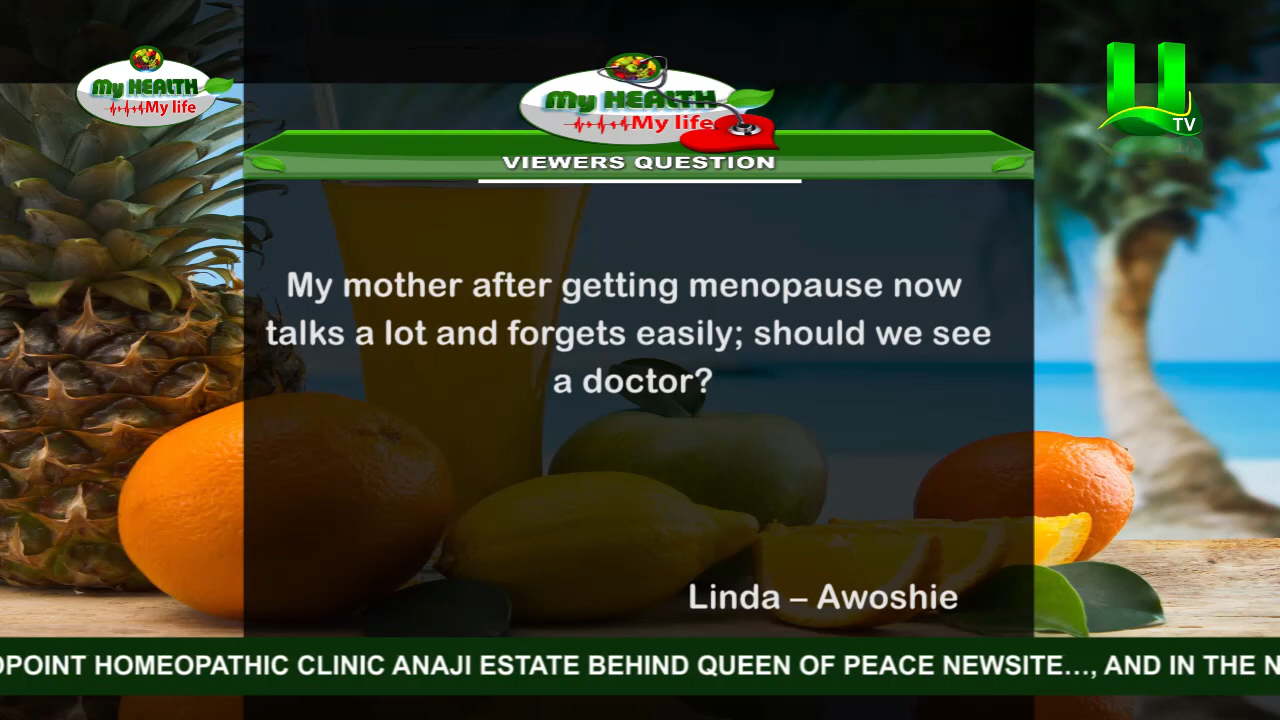 My HEALTH
My life
My HEALTH
My life
TV
VIEWERS QUESTION
My mother after getting menopause now
talks a lot and forgets easily; should we see
a doctor?
Linda – Awoshie
POINT HOMEOPATHIC CLINIC ANAJI ESTATE BEHIND QUEEN OF PEACE NEWSITE..., AND IN THE N